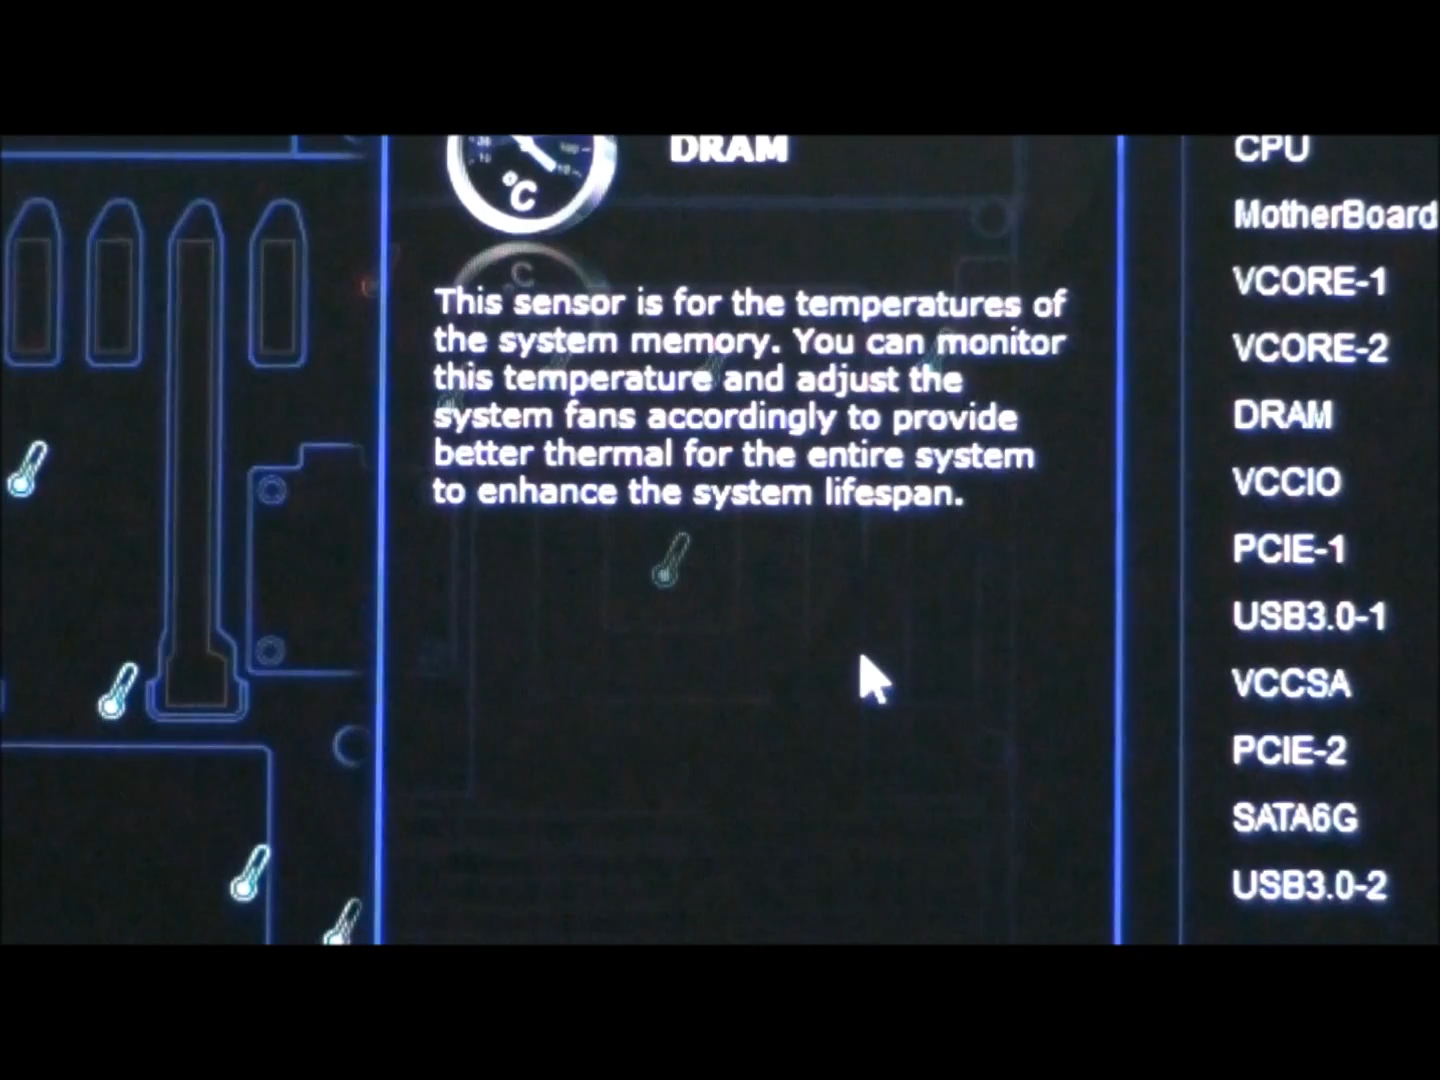 DRAM
°C
This sensor is for the temperatures of
the system memory. You can monitor
this temperature and adjust the
system fans accordingly to provide
better thermal for the entire system
to enhance the system lifespan.
CPU
MotherBoard
VCORE-1
VCORE-2
DRAM
VCCIO
PCIE-1
USB3.0-1
VCCSA
PCIE-2
SATA6G
USB3.0-2